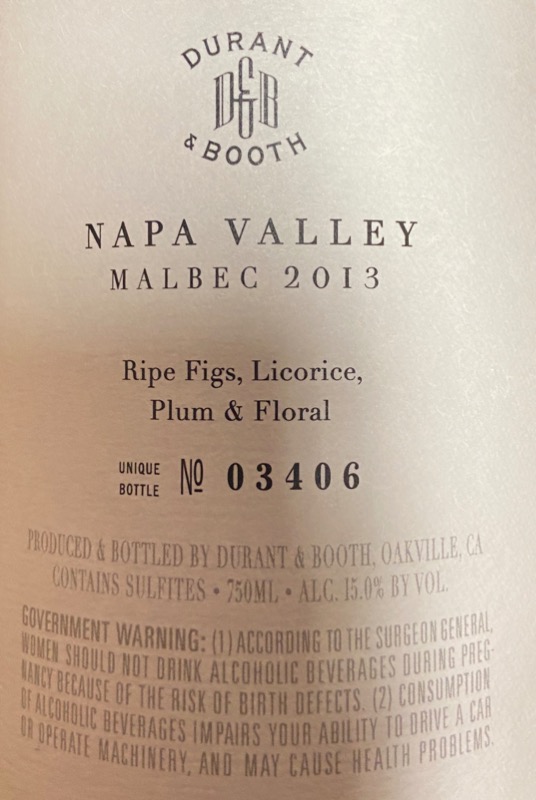 DURANT
D&B
& BOOTH
NAPA VALLEY
MALBEC 2013
Ripe Figs, Licorice,
Plum & Floral
UNIQUE BOTTLE Nº 03406
PRODUCED & BOTTLED BY DURANT & BOOTH, OAKVILLE, CA
CONTAINS SULFITES • 750ML • ALC. 15.0% BY VOL.
GOVERNMENT WARNING: (1) ACCORDING TO THE SURGEON GENERAL,
WOMEN SHOULD NOT DRINK ALCOHOLIC BEVERAGES DURING PREG-
NANCY BECAUSE OF THE RISK OF BIRTH DEFECTS. (2) CONSUMPTION
OF ALCOHOLIC BEVERAGES IMPAIRS YOUR ABILITY TO DRIVE A CAR
OR OPERATE MACHINERY, AND MAY CAUSE HEALTH PROBLEMS.